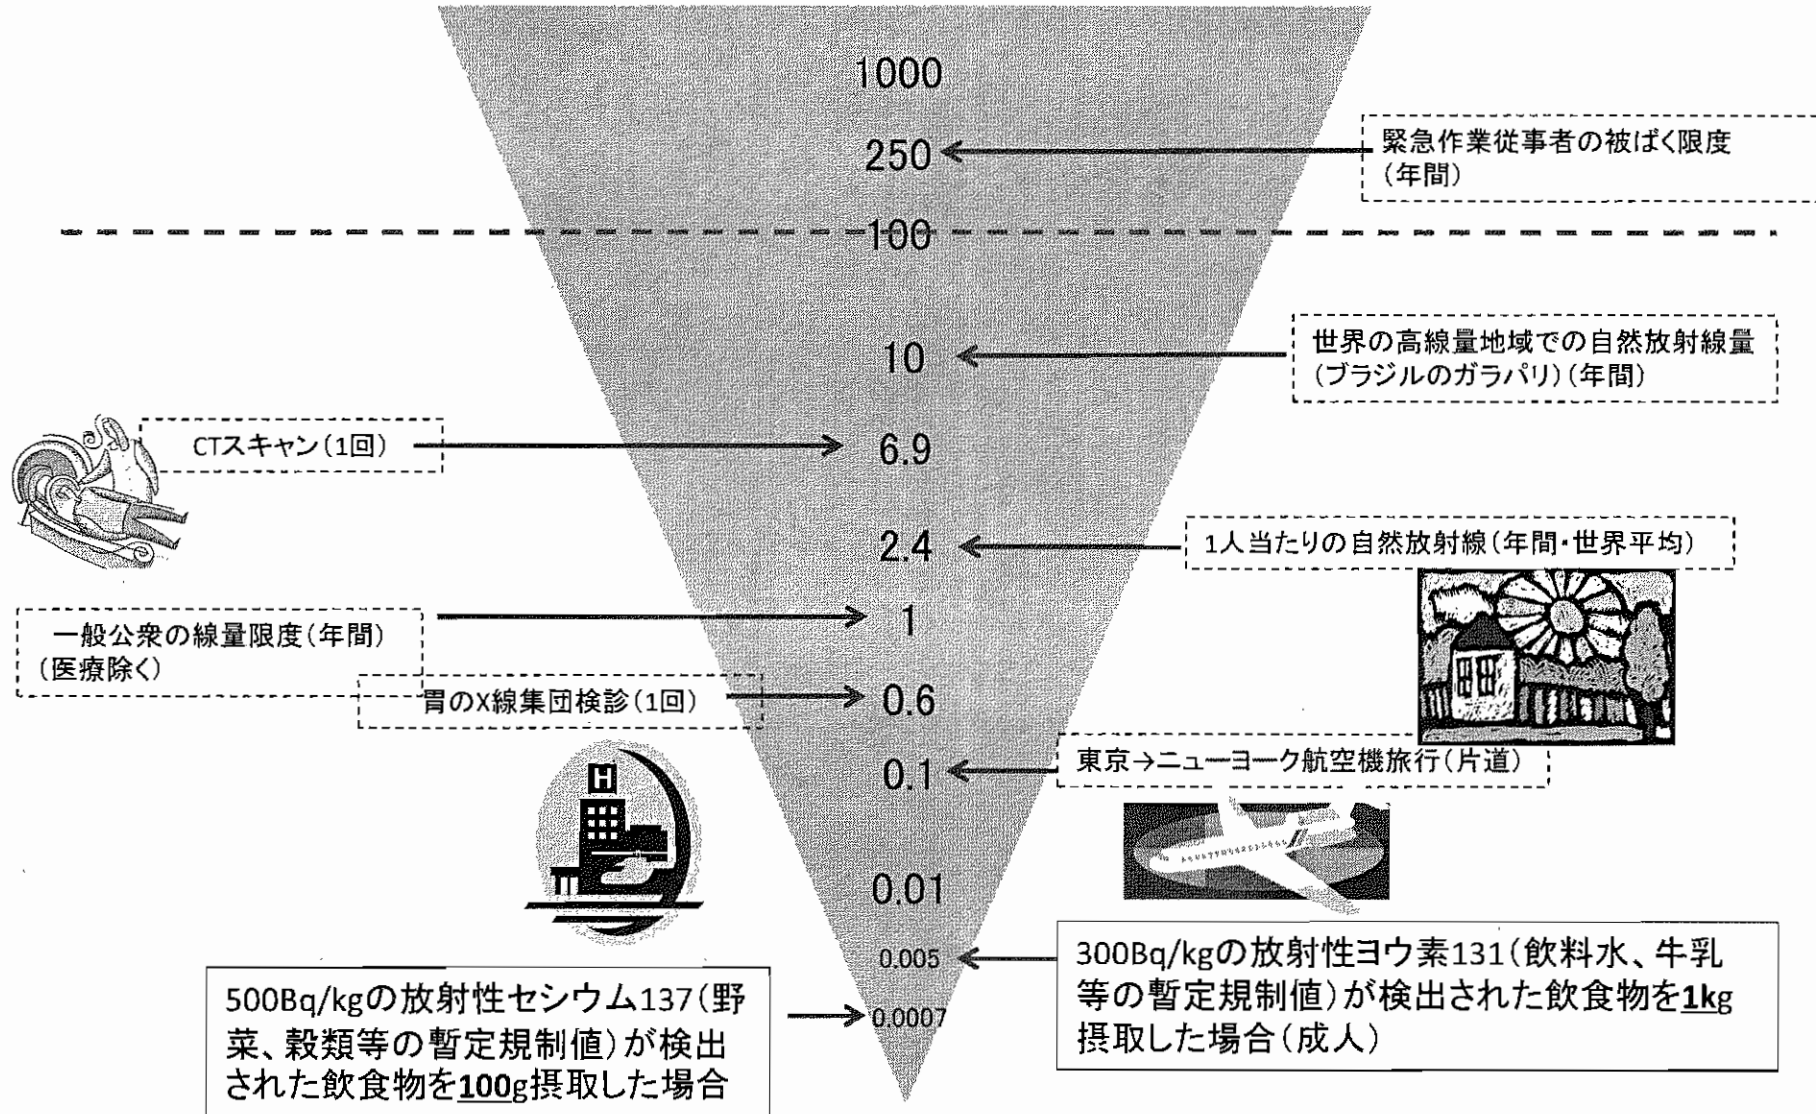 1000
250
緊急作業従事者の被ばく限度
(年間)
100
10
世界の高線量地域での自然放射線量
(ブラジルのガラパリ)(年間)
CTスキャン(1回)
6.9
2.4
1人当たりの自然放射線(年間・世界平均)
一般公衆の線量限度(年間)
(医療除く)
1
胃のX線集団検診(1回)
0.6
0.1
東京→ニューヨーク航空機旅行(片道)
H
0.01
0.005
300Bq/kgの放射性ヨウ素131(飲料水、牛乳
等の暫定規制値)が検出された飲食物を1kg
摂取した場合(成人)
500Bq/kgの放射性セシウム137(野
菜、穀類等の暫定規制値)が検出
された飲食物を100g摂取した場合
0.0007